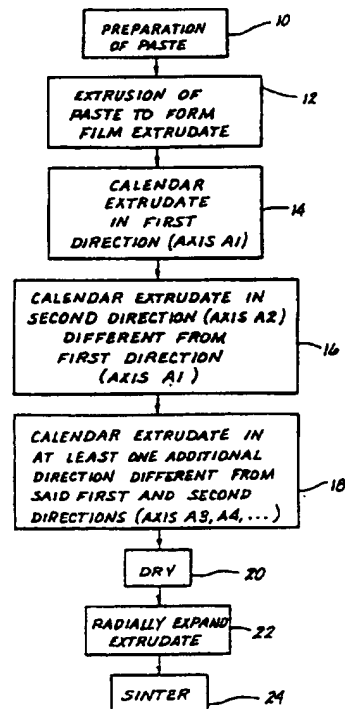 PREPARATION
OF PASTE
10
EXTRUSION OF
PASTE TO FORM
FILM EXTRUDATE
12
CALENDAR
EXTRUDATE
IN FIRST
DIRECTION (AXIS A1)
14
CALENDAR EXTRUDATE IN
SECOND DIRECTION (AXIS A2)
DIFFERENT FROM
FIRST DIRECTION
(AXIS A1)
16
CALENDAR EXTRUDATE IN
AT LEAST ONE ADDITIONAL
DIRECTION DIFFERENT FROM
SAID FIRST AND SECOND
DIRECTIONS (AXIS A3, A4, ...)
18
DRY
20
RADIALLY EXPAND
EXTRUDATE
22
SINTER
24